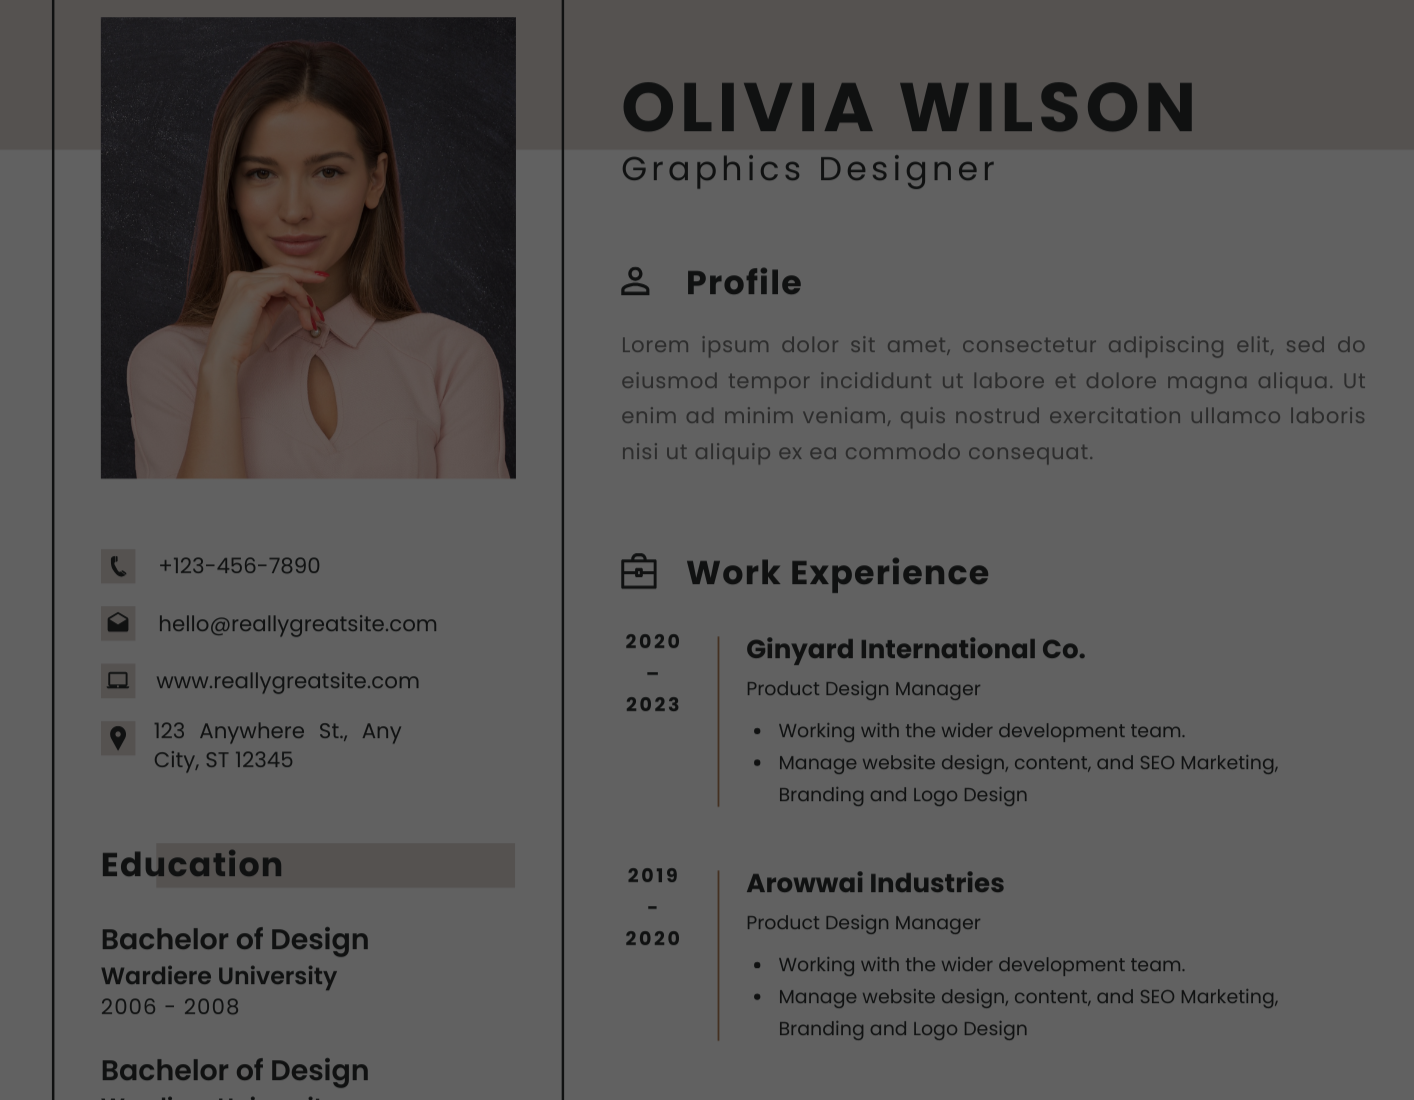 OLIVIA WILSON
Graphics Designer
Profile
Lorem ipsum dolor sit amet, consectetur adipiscing elit, sed do
eiusmod tempor incididunt ut labore et dolore magna aliqua. Ut
enim ad minim veniam, quis nostrud exercitation ullamco laboris
nisi ut aliquip ex ea commodo consequat.
+123-456-7890
hello@reallygreatsite.com
www.reallygreatsite.com
123 Anywhere St., Any
City, ST 12345
Education
Bachelor of Design
Wardiere University
2006 - 2008
Bachelor of Design
Work Experience
2020
–
2023
Ginyard International Co.
Product Design Manager
• Working with the wider development team.
• Manage website design, content, and SEO Marketing,
Branding and Logo Design
2019
-
2020
Arowwai Industries
Product Design Manager
• Working with the wider development team.
• Manage website design, content, and SEO Marketing,
Branding and Logo Design